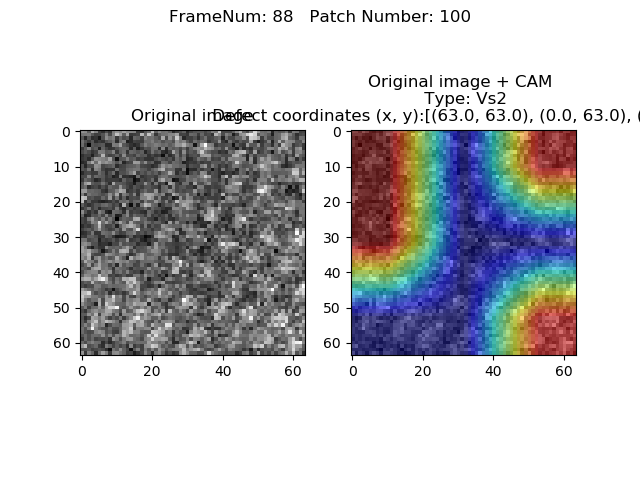 FrameNum: 88   Patch Number: 100
Original image
Original image + CAM
Type: Vs2
Defect coordinates (x, y):[(63.0, 63.0), (0.0, 63.0), (
0
10
20
30
40
50
60
0 20 40 60
0
10
20
30
40
50
60
0 20 40 60